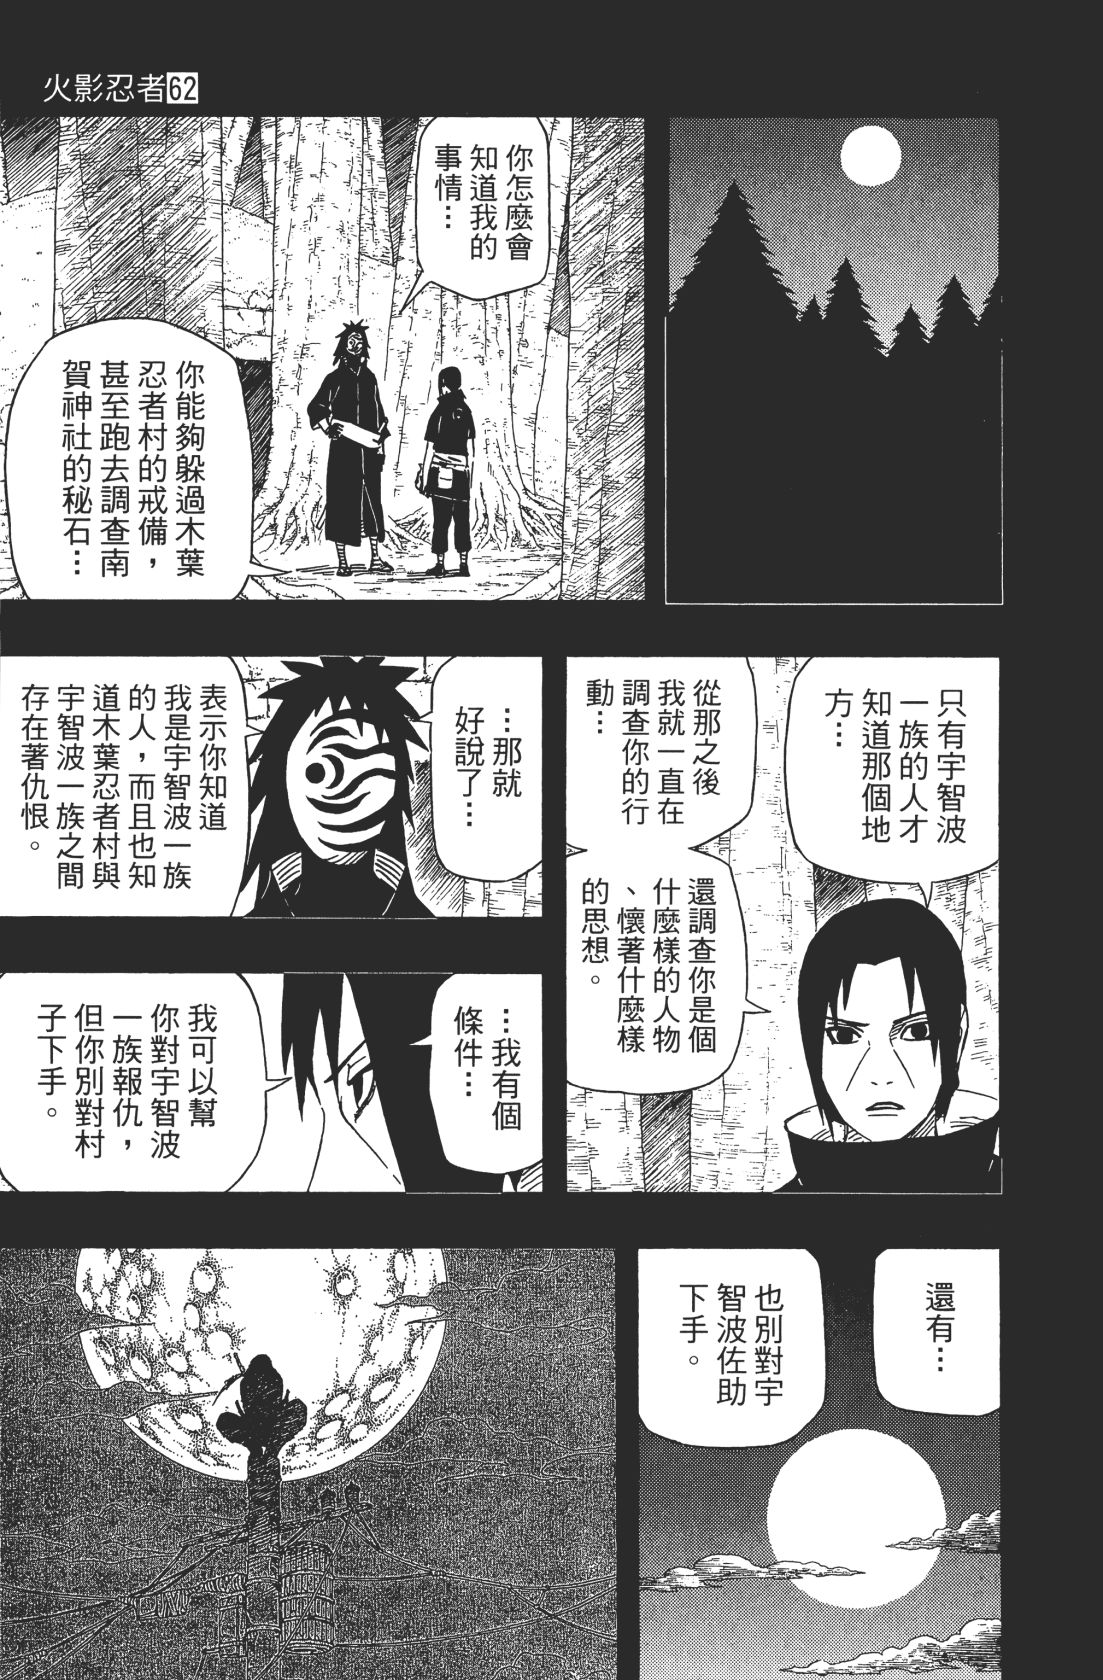 火影忍者62
你怎麼會
知道我的
事情…
你能夠躲過木葉
忍者村的戒備，
甚至跑去調查南
賀神社的秘石…
只有宇智波
一族的人才
知道那個地
方…
從那之後
我就一直在
調查你的行
動…
還調查你是個
什麼樣的人物
、懷著什麼樣
的思想。
…那就
好說了…
表示你知道
我是宇智波一族
的人，而且也知
道木葉忍者村與
宇智波一族之間
存在著仇恨。
…我有個
條件…
我可以幫
你對宇智波
一族報仇，
但你別對村
子下手。
還有…
也別對宇
智波佐助
下手。